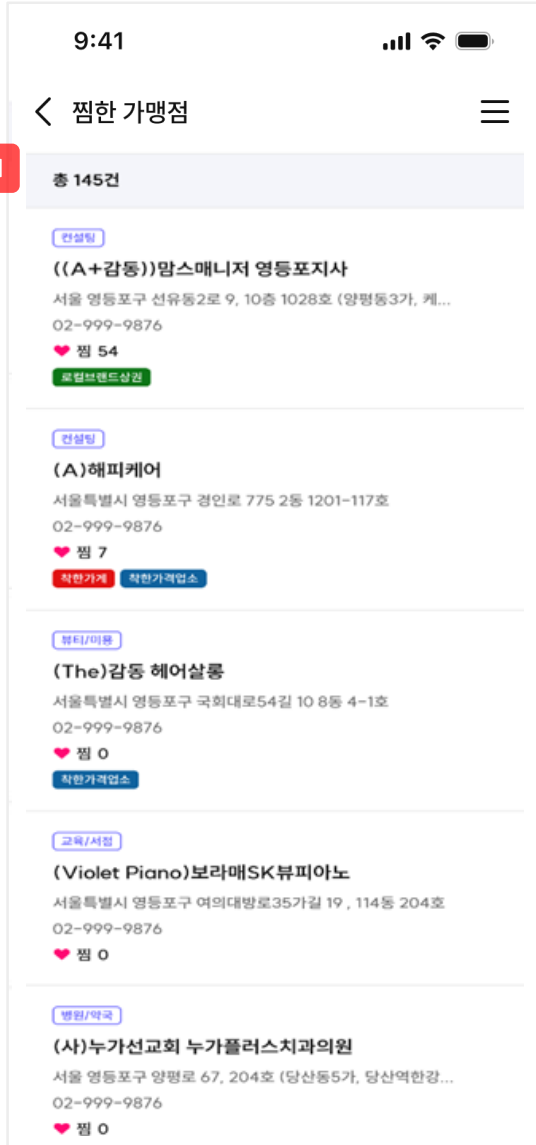 9:41
찜한 가맹점
총 145건
컨설팅
((A+감동))맘스매니저 영등포지사
서울 영등포구 선유동2로 9, 10층 1028호 (양평동3가, 케...
02-999-9876
찜 54
로컬브랜드상권
컨설팅
(A)해피케어
서울특별시 영등포구 경인로 775 2동 1201-117호
02-999-9876
찜 7
착한가게 착한가격업소
뷰티/미용
(The)감동 헤어살롱
서울특별시 영등포구 국회대로54길 10 8동 4-1호
02-999-9876
찜 0
착한가격업소
교육/서점
(Violet Piano)보라매SK뷰피아노
서울특별시 영등포구 여의대방로35가길 19 , 114동 204호
02-999-9876
찜 0
병원/약국
(사)누가선교회 누가플러스치과의원
서울 영등포구 양평로 67, 204호 (당산동5가, 당산역한강...
02-999-9876
찜 0